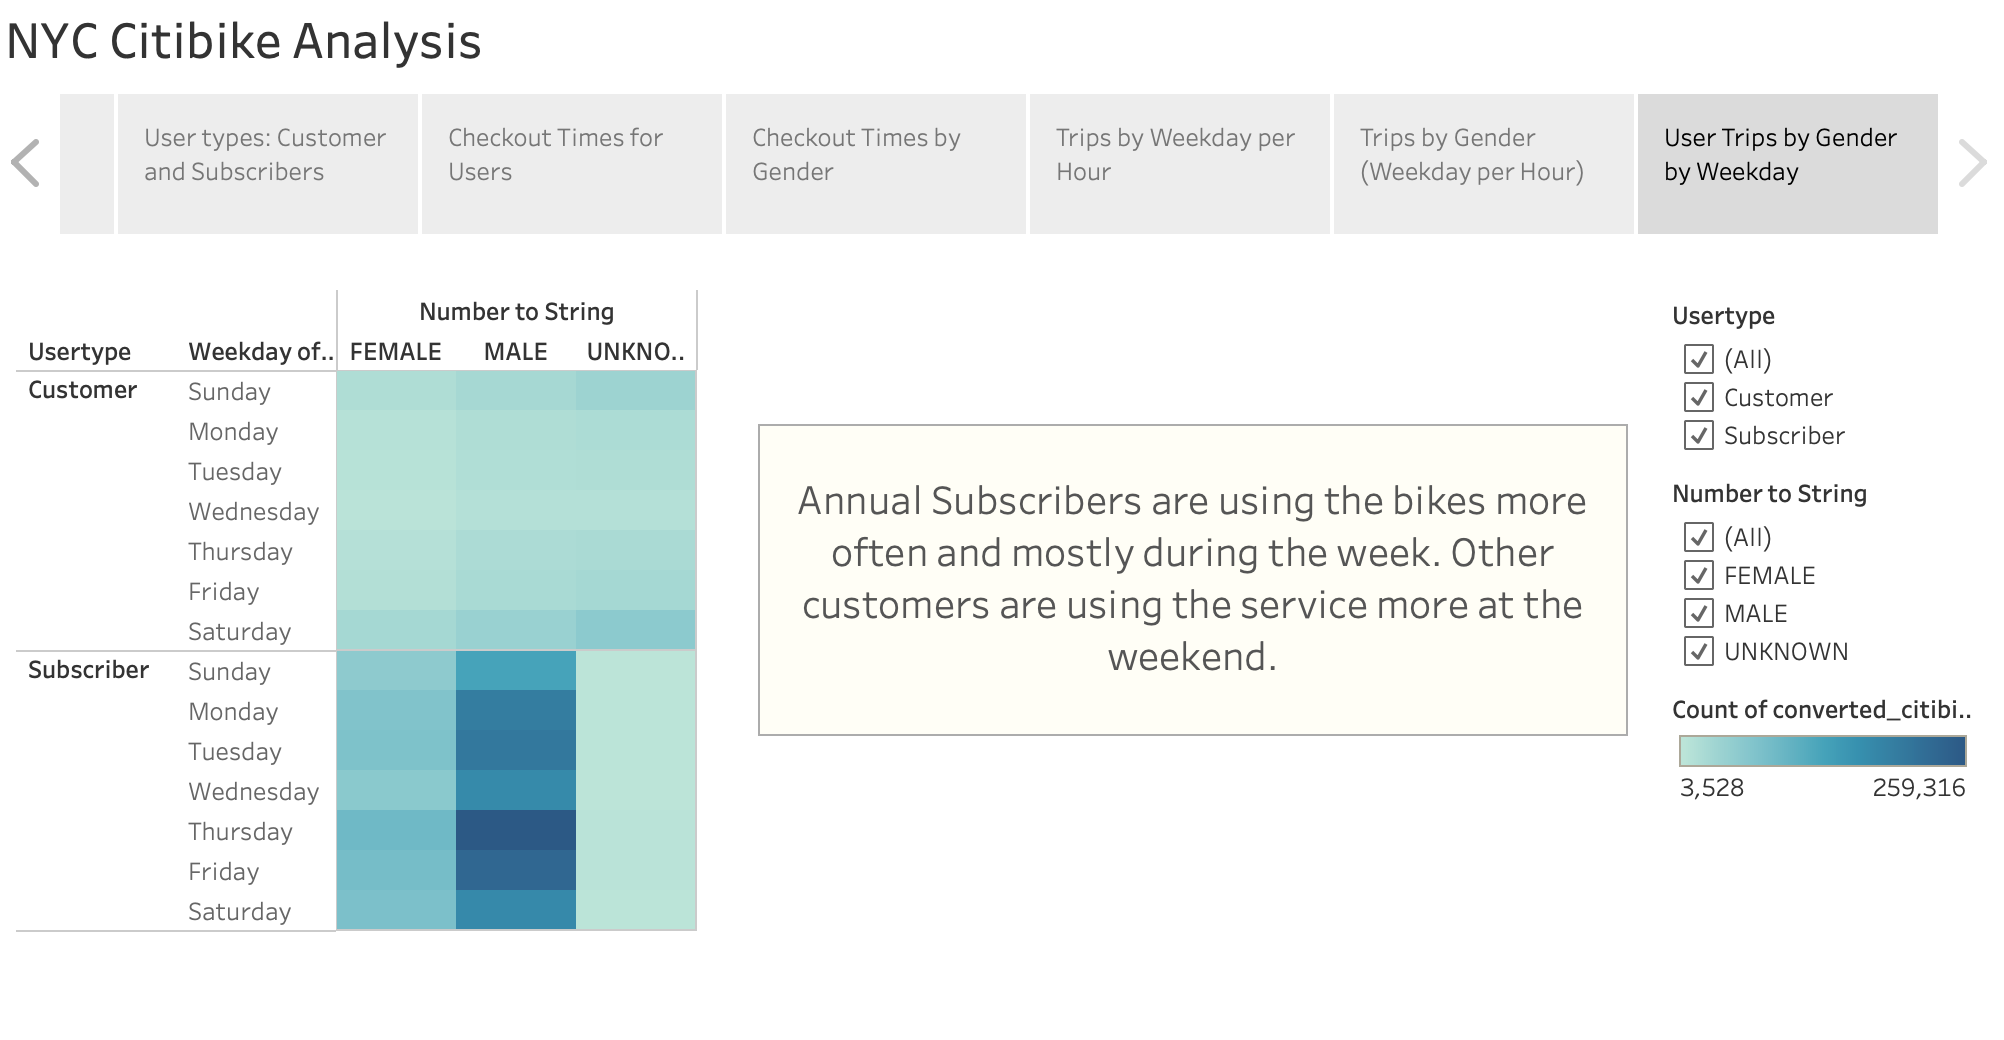 NYC Citibike Analysis
User types: Customer
and Subscribers
Checkout Times for
Users
Checkout Times by
Gender
Trips by Weekday per
Hour
Trips by Gender
(Weekday per Hour)
User Trips by Gender
by Weekday
Number to String
Usertype Weekday of.. FEMALE MALE UNKNO..
Customer Sunday
Monday
Tuesday
Wednesday
Thursday
Friday
Saturday
Subscriber Sunday
Monday
Tuesday
Wednesday
Thursday
Friday
Saturday
Annual Subscribers are using the bikes more
often and mostly during the week. Other
customers are using the service more at the
weekend.
Usertype
(All)
Customer
Subscriber
Number to String
(All)
FEMALE
MALE
UNKNOWN
Count of converted_citibi..
3,528 259,316